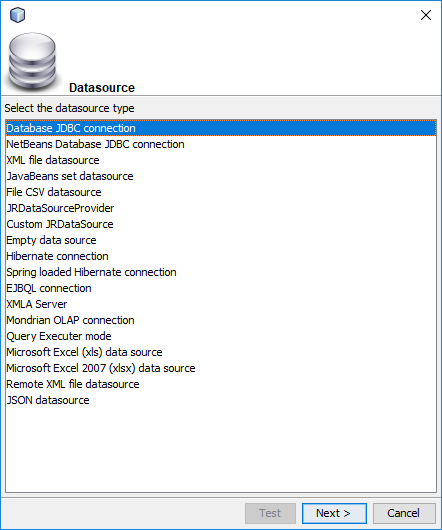 Datasource
Select the datasource type
Database JDBC connection
NetBeans Database JDBC connection
XML file datasource
JavaBeans set datasource
File CSV datasource
JRDataSourceProvider
Custom JRDataSource
Empty data source
Hibernate connection
Spring loaded Hibernate connection
EJBQL connection
XMLA Server
Mondrian OLAP connection
Query Executer mode
Microsoft Excel (xls) data source
Microsoft Excel 2007 (xlsx) data source
Remote XML file datasource
JSON datasource
Test Next > Cancel